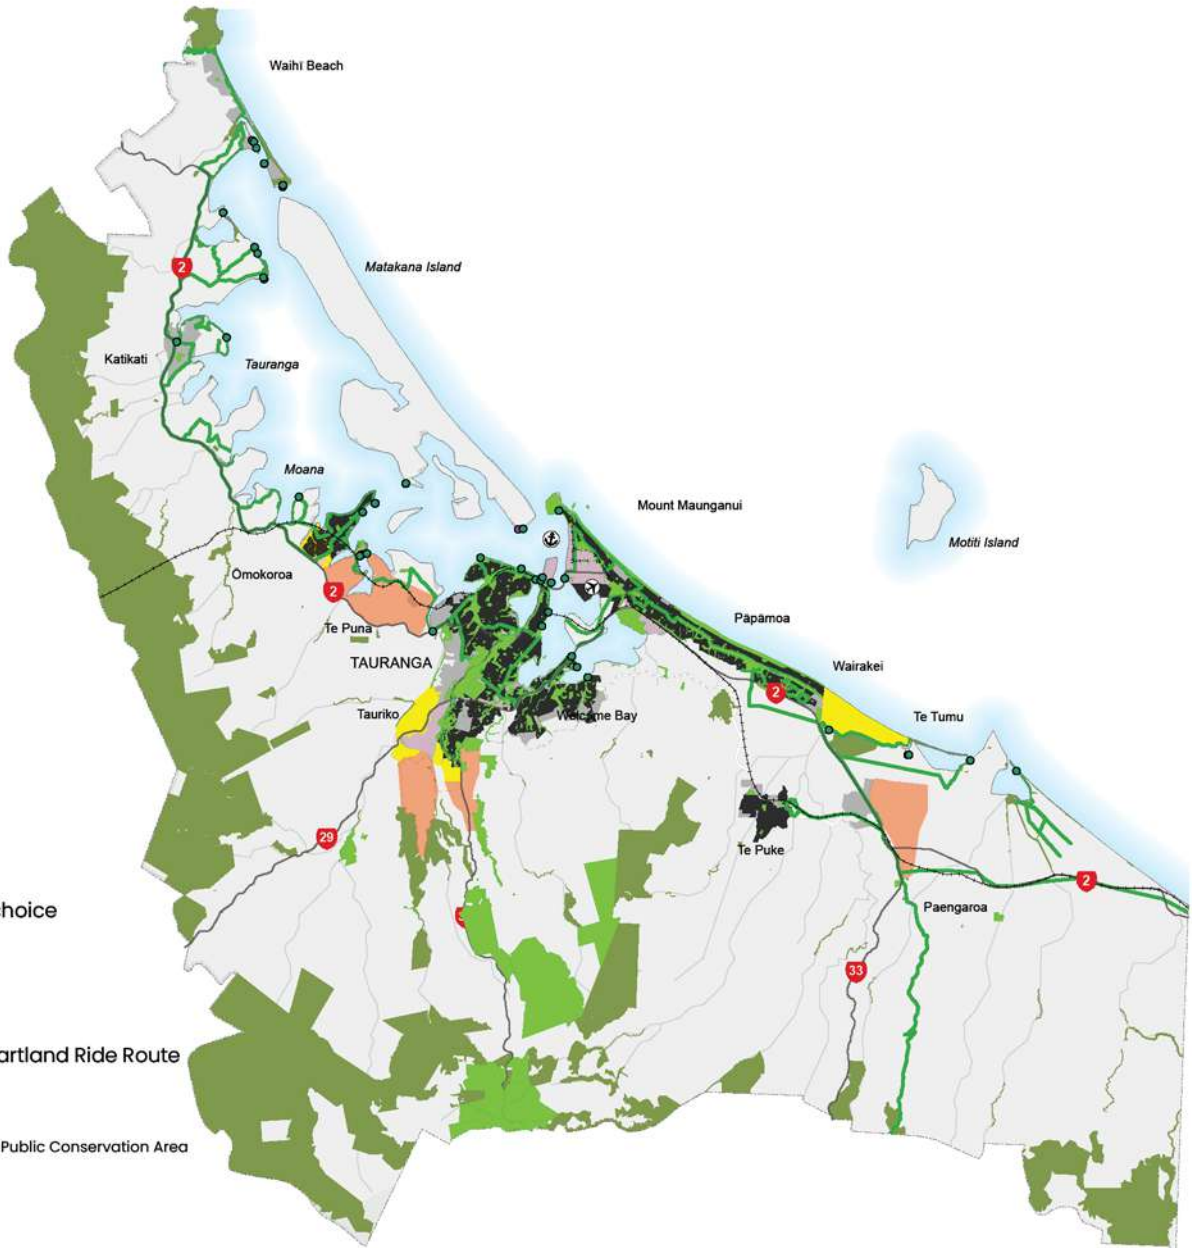 Waihī Beach
Matakana Island
2
Katikati
Tauranga
Moana
Mount Maunganui
Motiti Island
Ōmokoroa
2
Te Puna
Pāpāmoa
TAURANGA
Wairakei
2
Tauriko
Welcome Bay
Te Tumu
29
Te Puke
2
Paengaroa
33
artland Ride Route
Public Conservation Area